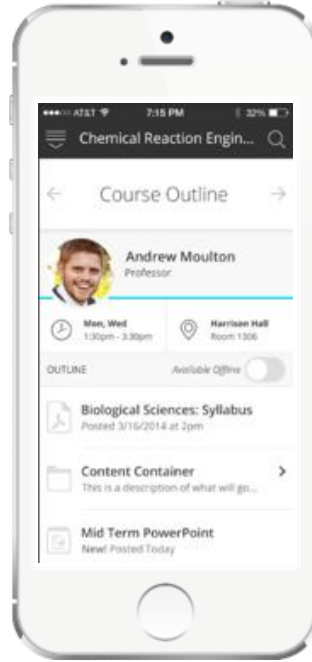 AT&T 7:15 PM 32%
Chemical Reaction Engin...
Course Outline
Andrew Moulton
Professor
Mon, Wed
1:30pm - 3:30pm
Harrison Hall
Room 1306
OUTLINE
Available Offline
Biological Sciences: Syllabus
Posted 3/16/2014 at 2pm
Content Container
This is a description of what will go...
Mid Term PowerPoint
New! Posted Today